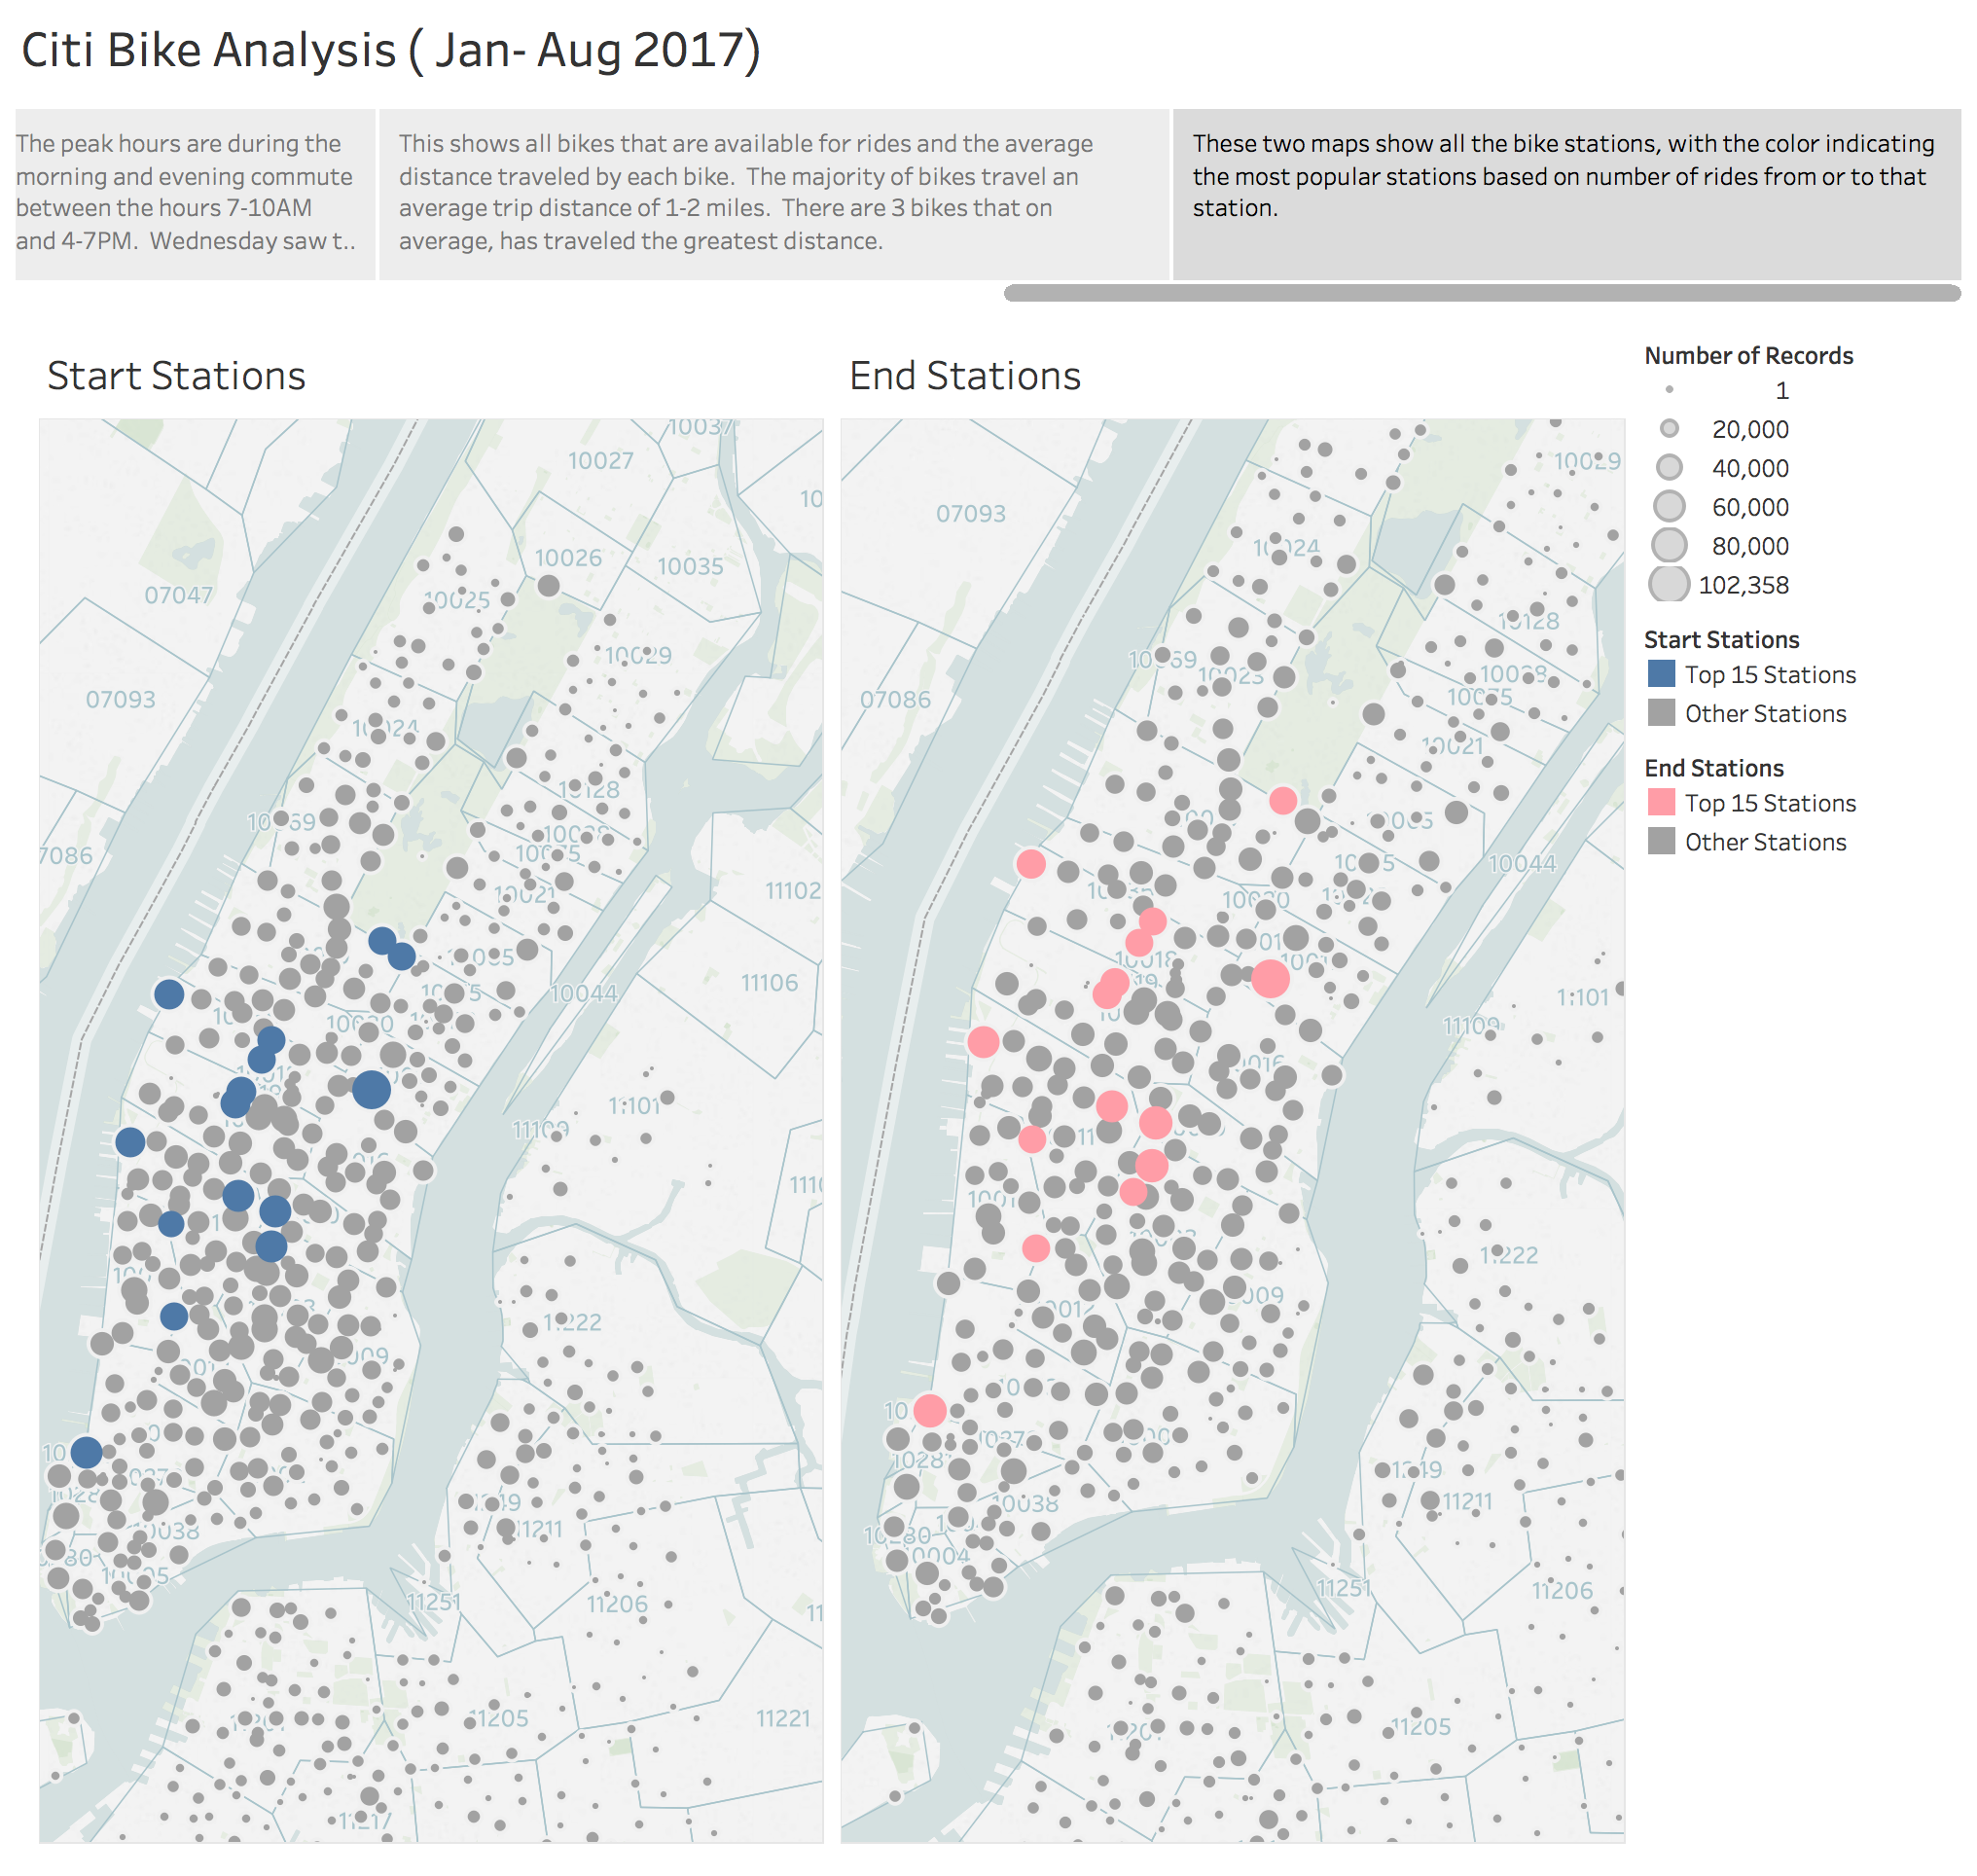 Citi Bike Analysis ( Jan- Aug 2017)
The peak hours are during the
morning and evening commute
between the hours 7-10AM
and 4-7PM.  Wednesday saw t..
This shows all bikes that are available for rides and the average
distance traveled by each bike.  The majority of bikes travel an
average trip distance of 1-2 miles.  There are 3 bikes that on
average, has traveled the greatest distance.
These two maps show all the bike stations, with the color indicating
the most popular stations based on number of rides from or to that
station.
Start Stations
10037
10027
10026
10035
07047
10025
10029
07093
10024
7086
10021
11102
11106
10044
11109
11222
10038
11211
11251
11206
11205
11221
11217
End Stations
10029
07093
10024
07086
10023
10021
10044
10018
11109
11222
10038
11211
11251
11206
11205
Number of Records
1
20,000
40,000
60,000
80,000
102,358
Start Stations
Top 15 Stations
Other Stations
End Stations
Top 15 Stations
Other Stations